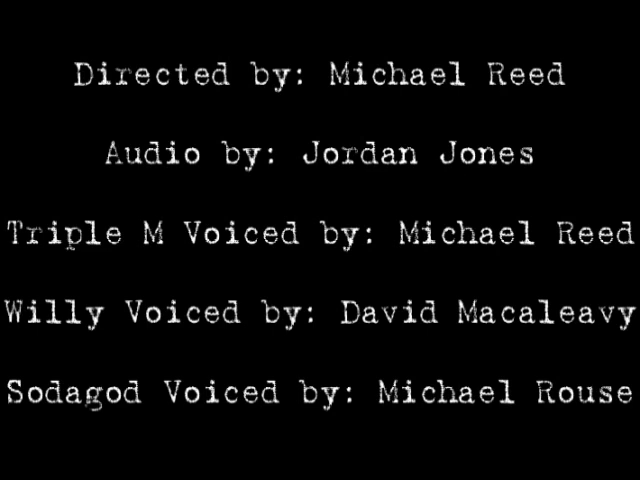 Directed by: Michael Reed
Audio by: Jordan Jones
Triple M Voiced by: Michael Reed
Willy Voiced by: David Macaleavy
Sodagod Voiced by: Michael Rouse